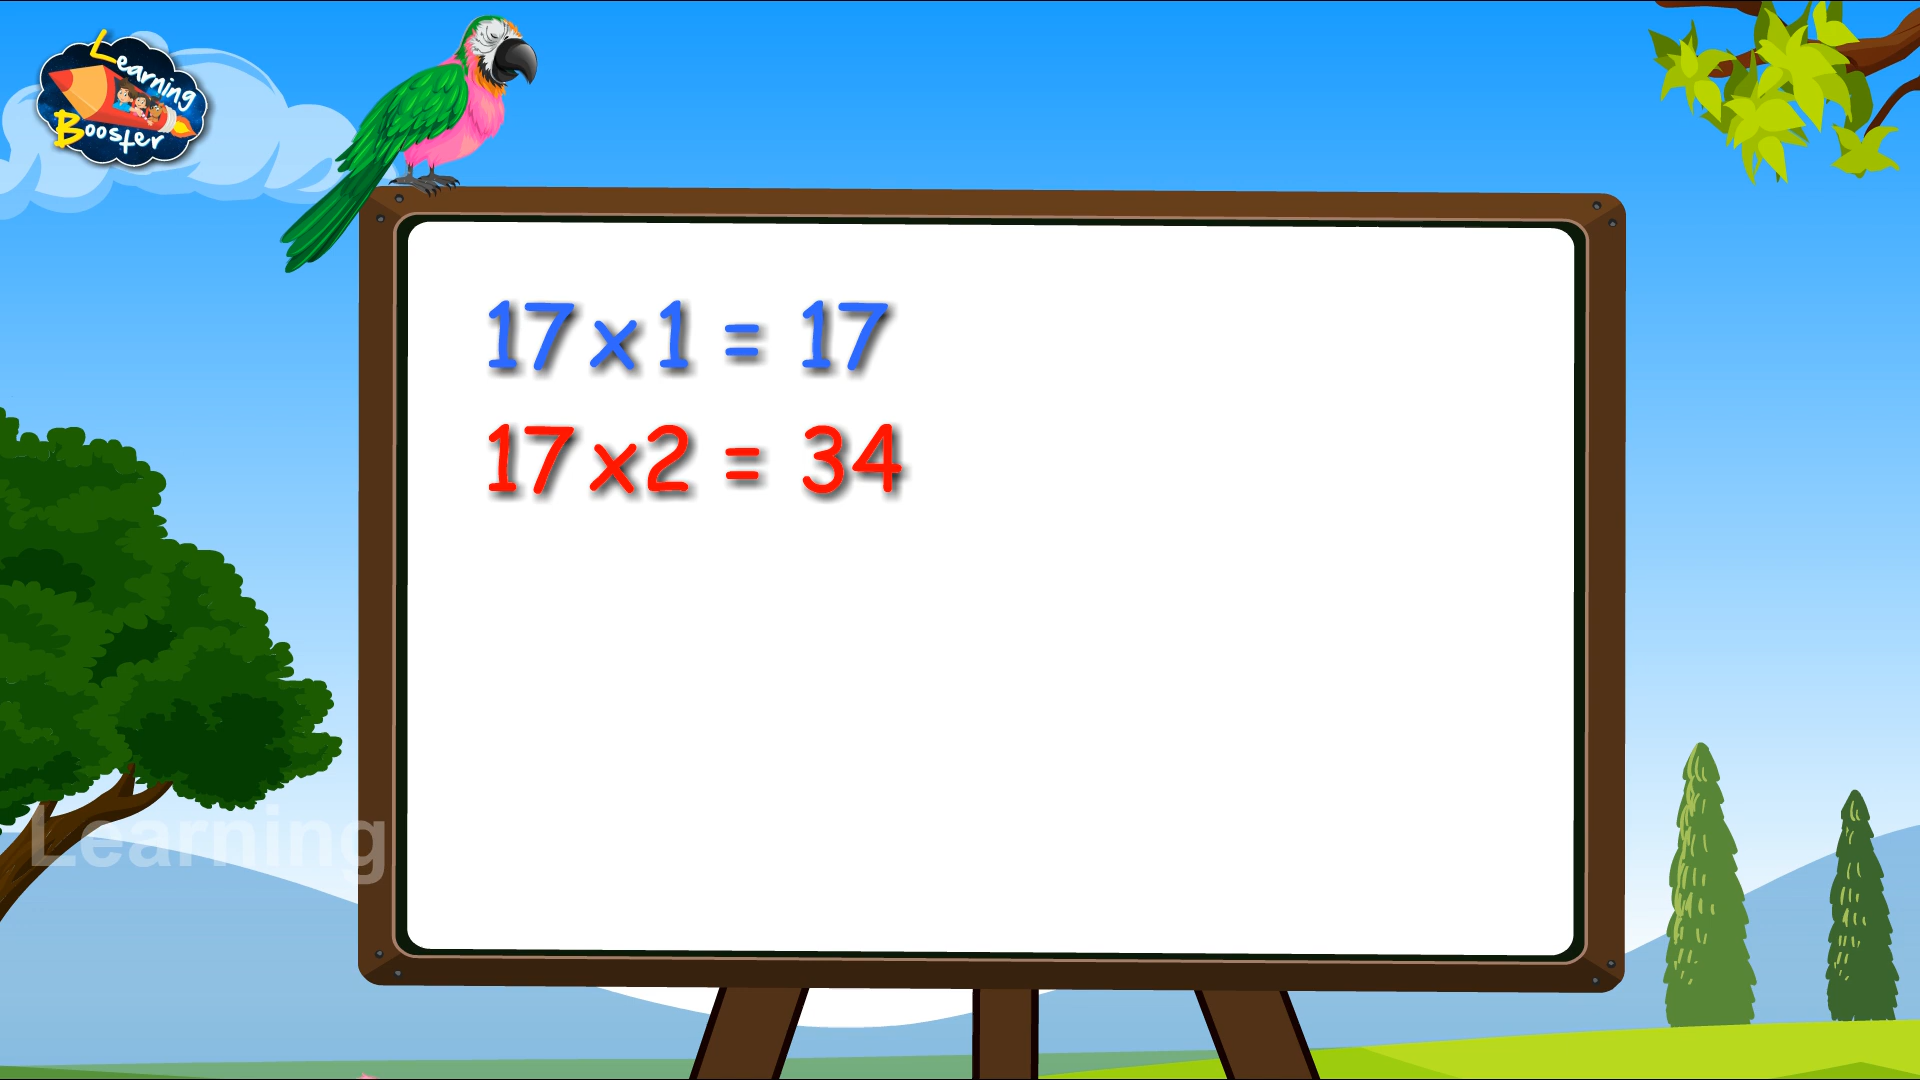 Learning
Booster
17 x 1 = 17
17 x 2 = 34
Learning